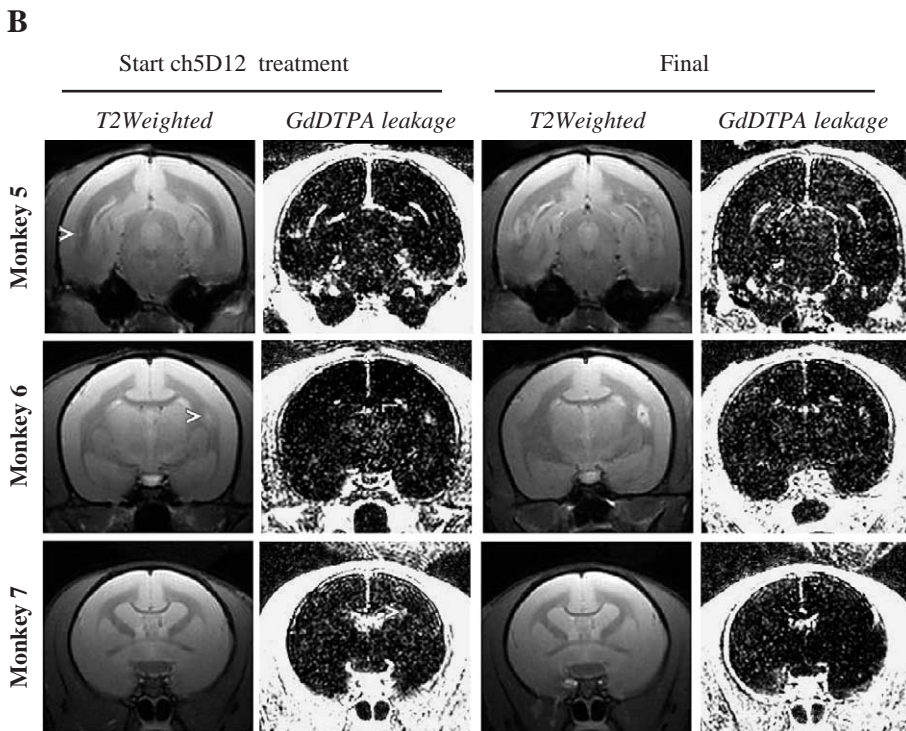 B
Start ch5D12 treatment
Final
T2Weighted
GdDTPA leakage
T2Weighted
GdDTPA leakage
Monkey 5
Monkey 6
Monkey 7